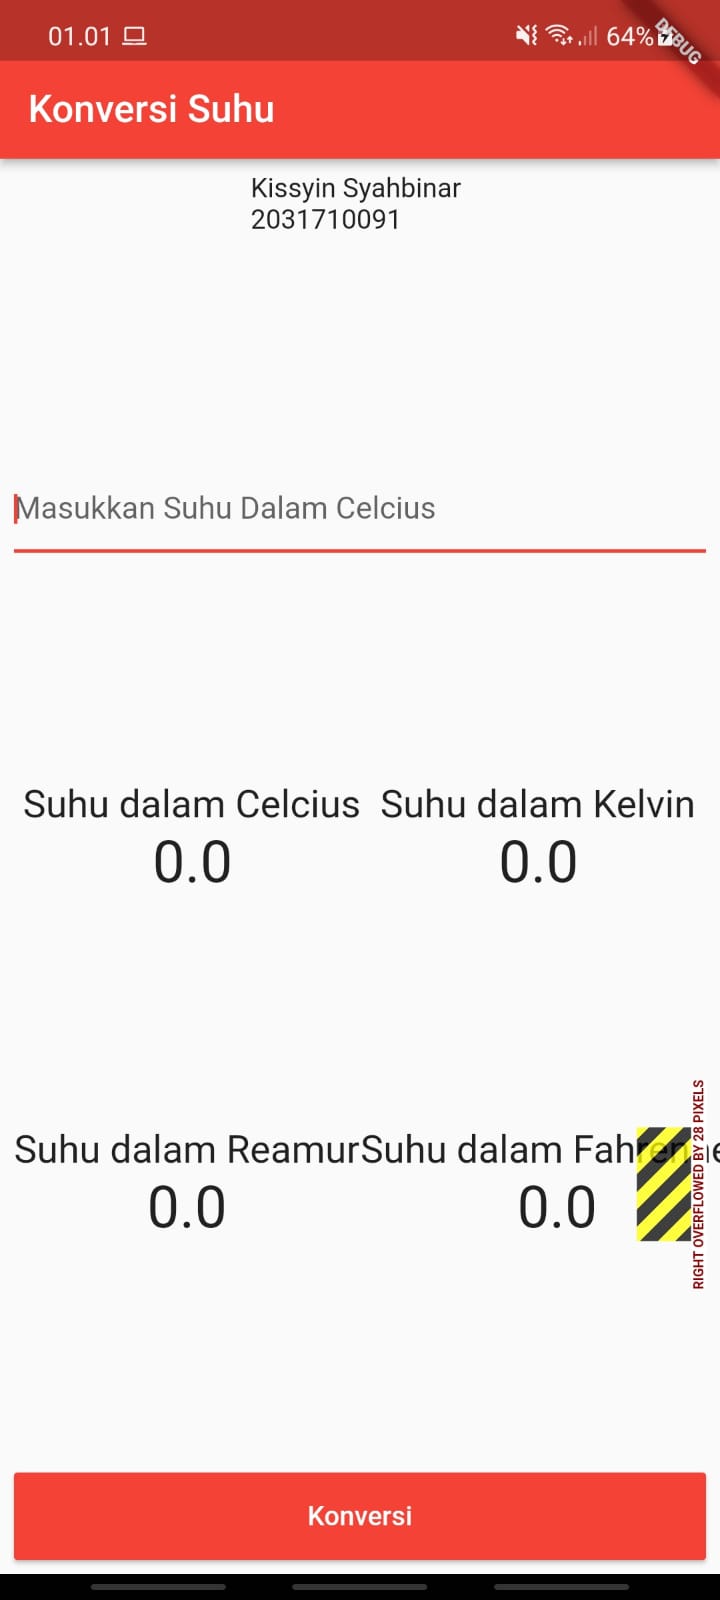 01.01 64%
DEBUG
Konversi Suhu
Kissyin Syahbinar
2031710091
Masukkan Suhu Dalam Celcius
Suhu dalam Celcius Suhu dalam Kelvin
0.0 0.0
Suhu dalam Reamur Suhu dalam
0.0 0.0
RIGHT OVERFLOWED BY 28 PIXELS
Konversi